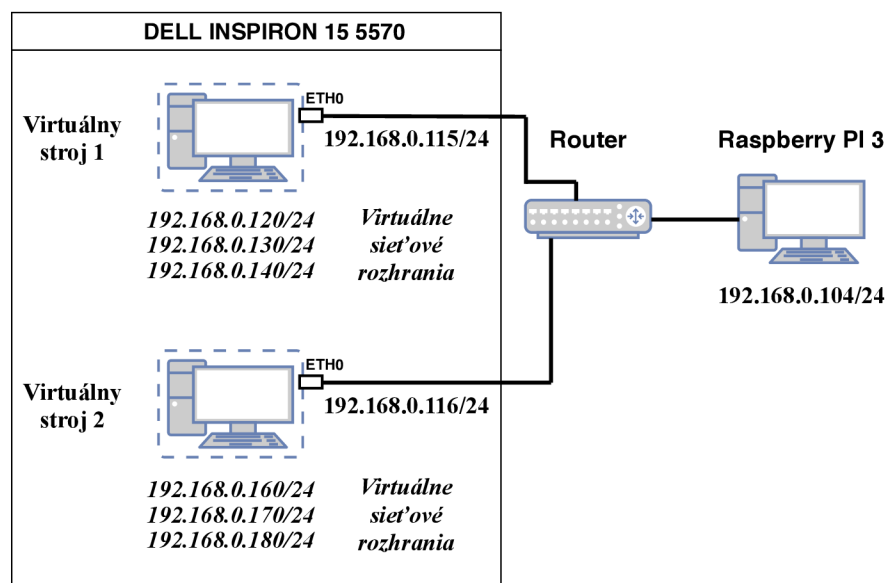 DELL INSPIRON 15 5570
Virtuálny
stroj 1
ETH0
192.168.0.115/24
192.168.0.120/24
192.168.0.130/24
192.168.0.140/24
Virtuálne
sieťové
rozhrania
Router
Raspberry PI 3
192.168.0.104/24
Virtuálny
stroj 2
ETH0
192.168.0.116/24
192.168.0.160/24
192.168.0.170/24
192.168.0.180/24
Virtuálne
sieťové
rozhrania